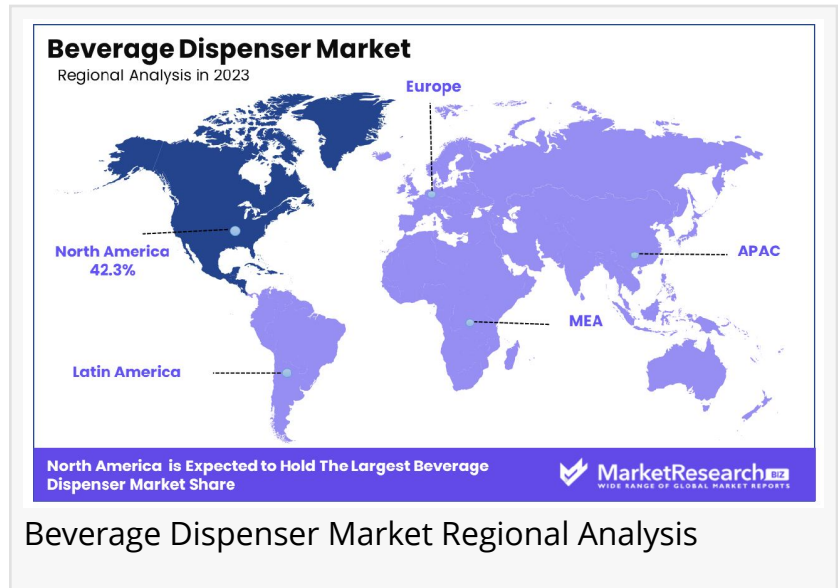 Beverage Dispenser Market
Regional Analysis in 2023
Europe
North America
42.3%
APAC
MEA
Latin America
North America is Expected to Hold The Largest Beverage
Dispenser Market Share
MarketResearch BIZ
WIDE RANGE OF GLOBAL MARKET REPORTS
Beverage Dispenser Market Regional Analysis